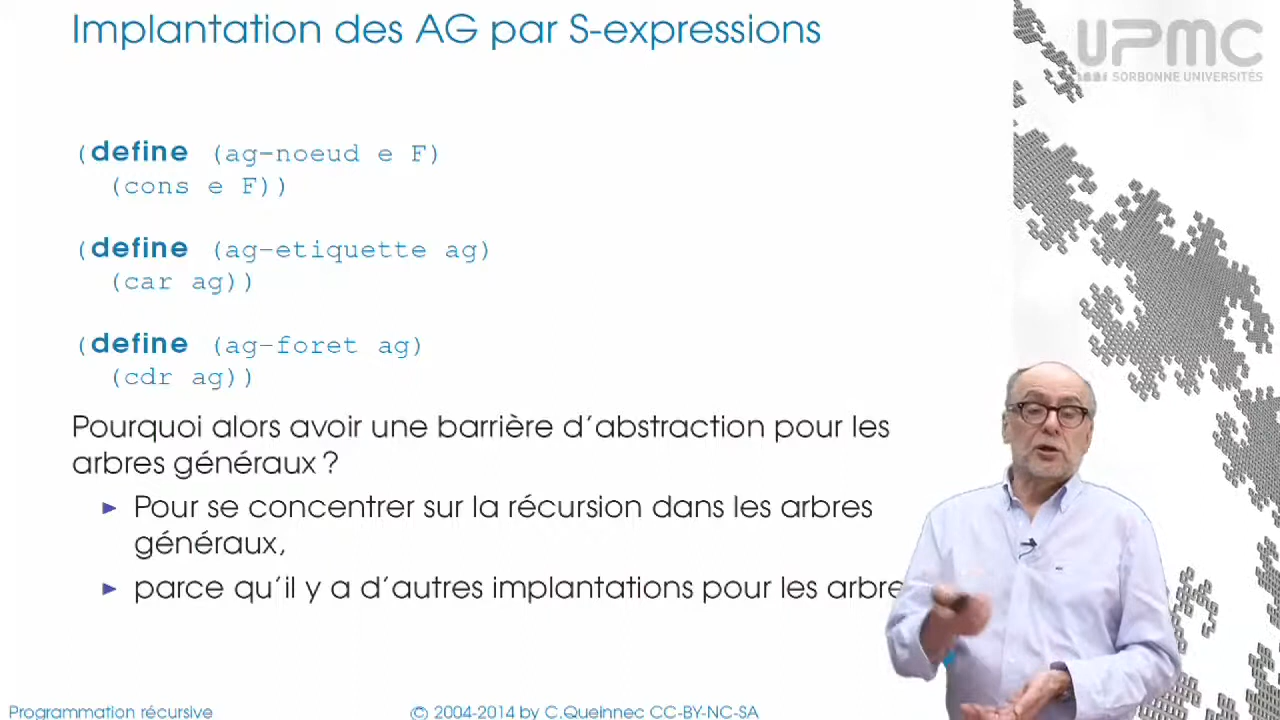 Implantation des AG par S-expressions
UPMC
SORBONNE UNIVERSITÉS
(define (ag-noeud e F)
(cons e F))
(define (ag-etiquette ag)
(car ag))
(define (ag-foret ag)
(cdr ag))
Pourquoi alors avoir une barrière d'abstraction pour les
arbres généraux ?
► Pour se concentrer sur la récursion dans les arbres
généraux,
► parce qu'il y a d'autres implantations pour les arbre
Programmation récursive
© 2004-2014 by C.Queinnec CC-BY-NC-SA